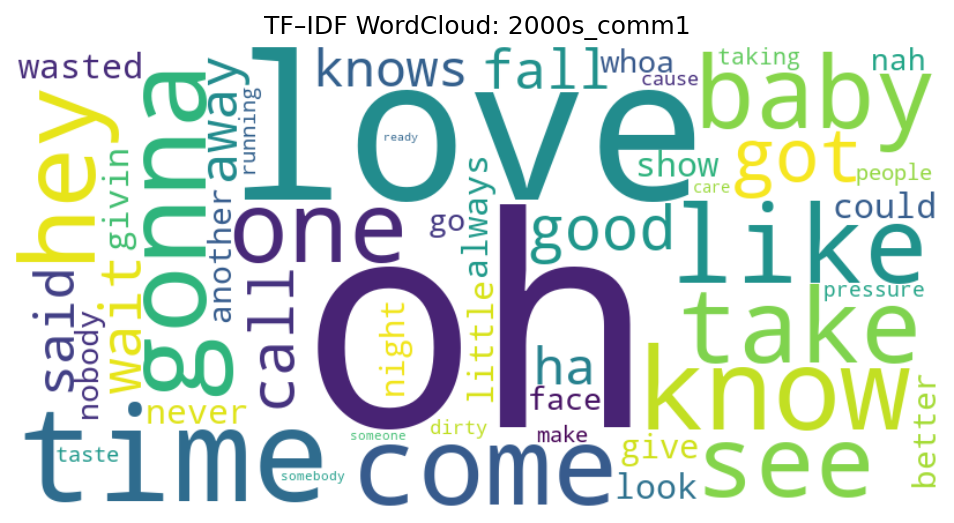 TF–IDF WordCloud: 2000s_comm1
wasted
hey
gonna
away
running
love
knows
fall
whoa
cause
taking
baby
nah
ready
show
care
got
people
givin
another
one
go
always
good
like
could
said
nobody
wait
call
oh
night
little
ha
face
pressure
take
know
time
never
taste
somebody
someone
come
dirty
make
give
look
see
better